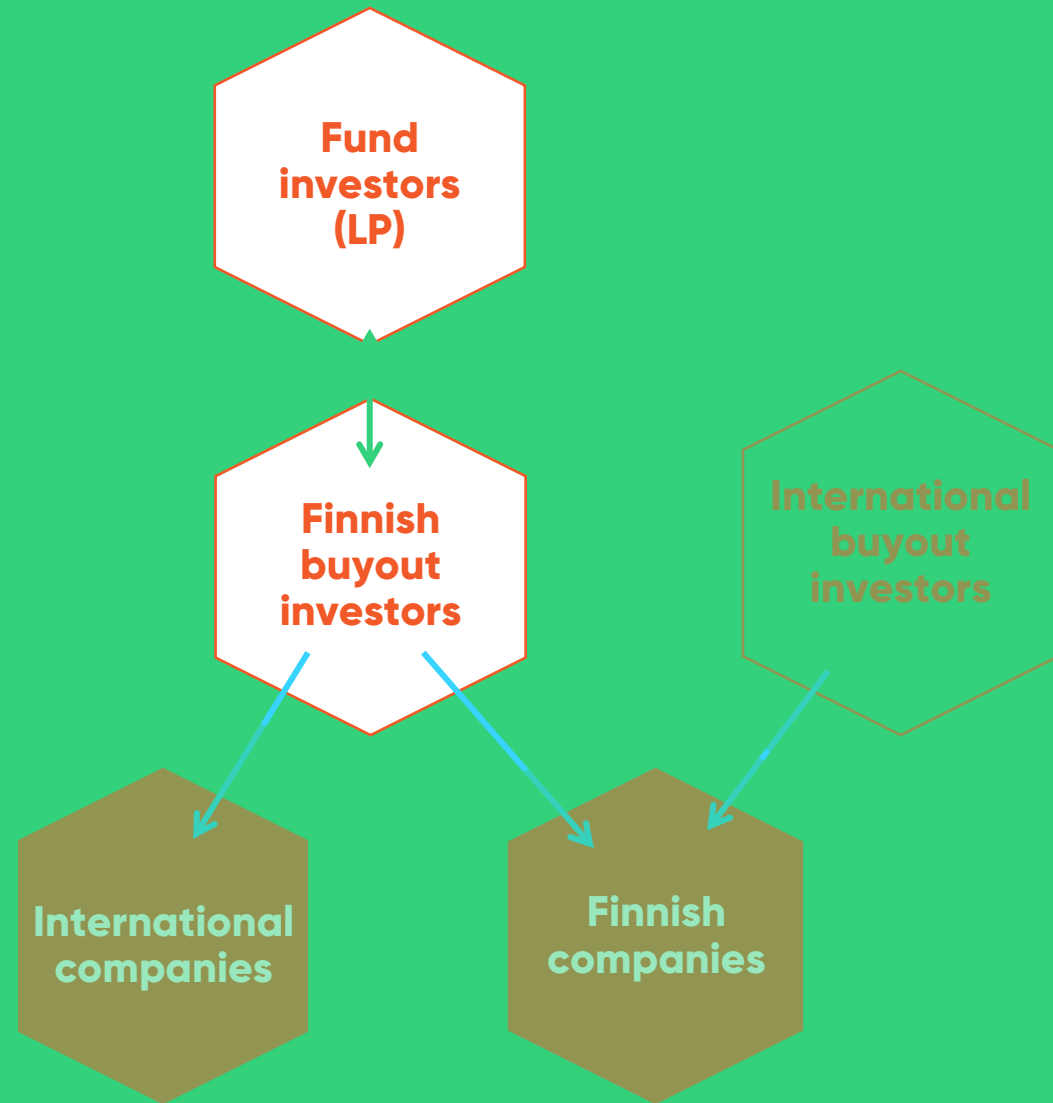 Fund
investors
(LP)
Finnish
buyout
investors
International
buyout
investors
International
companies
Finnish
companies